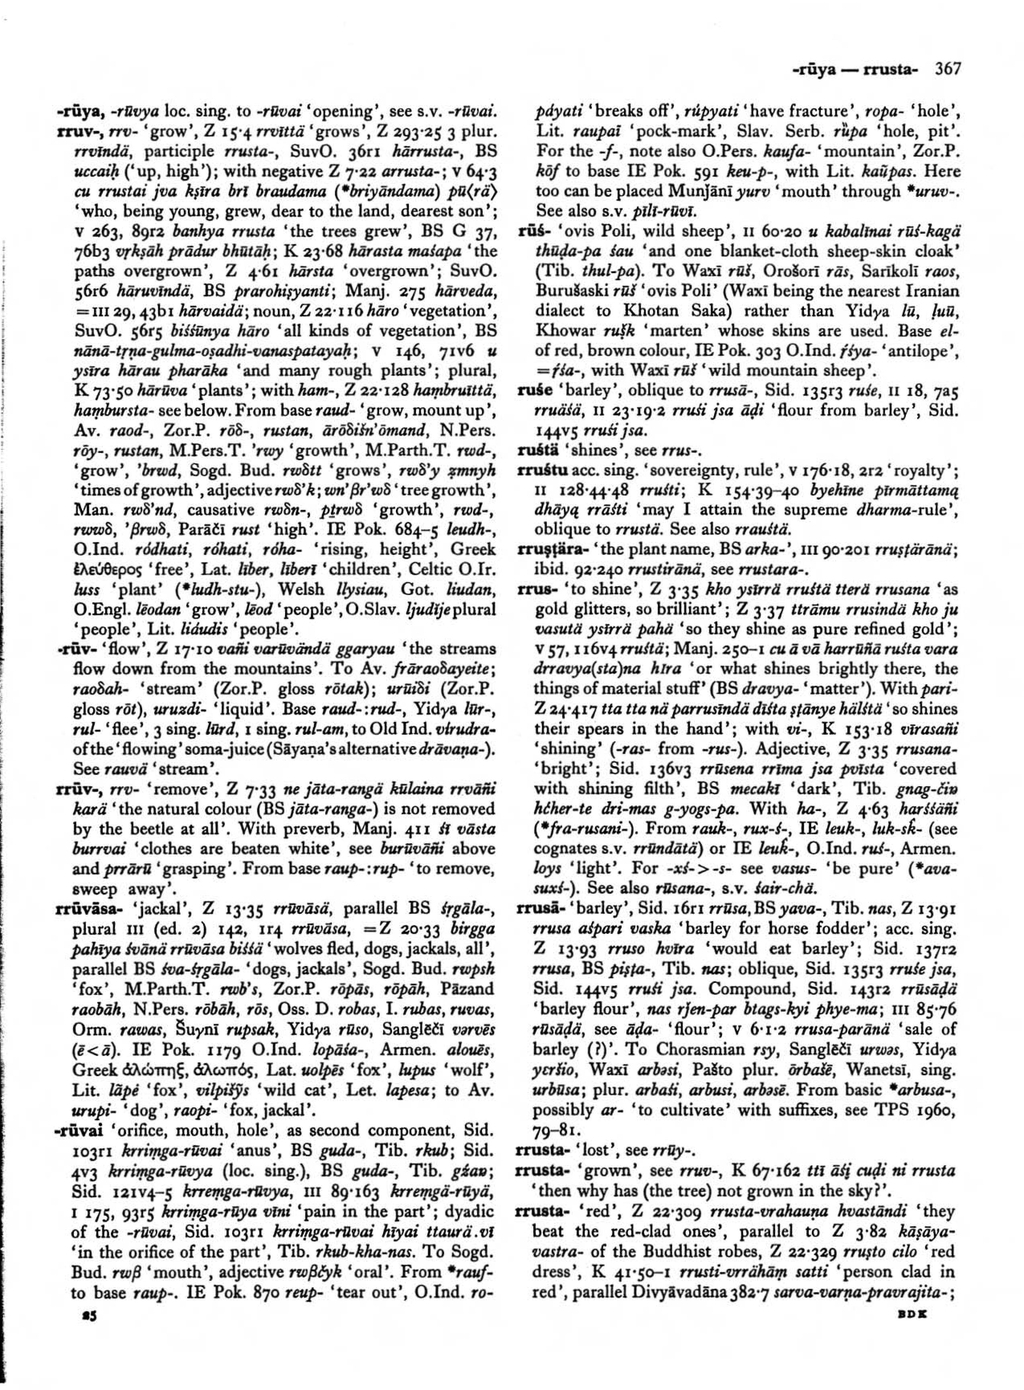 -rūya — rrusta- 367
-rūya, -rūvya loc. sing. to -rūvai 'opening', see s.v. -rūvai.
rruv-, rrv- 'grow', Z 15·4 rrvīttä 'grows', Z 293·25 3 plur.
rrvīndä, participle rrusta-, SuvO. 36r1 hārrusta-, BS
uccaiḥ ('up, high'); with negative Z 7·22 arrusta-; V 64·3
cu rrustai jva kṣīra brī braudama (*briyāndama) pū⟨rä⟩
'who, being young, grew, dear to the land, dearest son';
V 263, 89r2 banhya rrusta 'the trees grew', BS G 37,
76b3 vṛkṣāh prādur bhūtāḥ; K 23·68 hārasta maśapa 'the
paths overgrown', Z 4·61 hārsta 'overgrown'; SuvO.
56r6 hāruvīndä, BS prarohiṣyanti; Manj. 275 hārveda,
= III 29, 43b1 hārvaidä; noun, Z 22·116 hāro 'vegetation',
SuvO. 56r5 biśśūnya hāro 'all kinds of vegetation', BS
nānā-tṛṇa-gulma-oṣadhi-vanaspatayaḥ; V 146, 71v6 u
ysīra hārau pharāka 'and many rough plants'; plural,
K 73·50 hārūva 'plants'; with ham-, Z 22·128 haṃbruīttä,
haṃbursta- see below. From base raud- 'grow, mount up',
Av. raod-, Zor.P. rōδ-, rustan, ārōδišn'ōmand, N.Pers.
rōy-, rustan, M.Pers.T. 'rwy 'growth', M.Parth.T. rwd-,
'grow', 'brwd, Sogd. Bud. rwδtt 'grows', rwδ'y ẓmnyh
'times of growth', adjective rwδ'k; wn'βr'wδ 'tree growth',
Man. rwδ'nd, causative rwδn-, ptrwδ 'growth', rwd-,
rwwδ, 'βrwδ, Parāčī rust 'high'. IE Pok. 684–5 leudh-,
O.Ind. ródhati, róhati, róha- 'rising, height', Greek
ἐλεύθερος 'free', Lat. līber, līberī 'children', Celtic O.Ir.
luss 'plant' (*ludh-stu-), Welsh llysiau, Got. liudan,
O.Engl. lēodan 'grow', lēod 'people', O.Slav. ljudĭje plural
'people', Lit. liáudis 'people'.
-rūv- 'flow', Z 17·10 vañi varūvändä ggaryau 'the streams
flow down from the mountains'. To Av. frāraoδayeite;
raoδah- 'stream' (Zor.P. gloss rōtak); urūiδi (Zor.P.
gloss rōt), uruxdi- 'liquid'. Base raud-:rud-, Yidγa lūr-,
rul- 'flee', 3 sing. lūrd, 1 sing. rul-am, to Old Ind. vírudra-
of the 'flowing' soma-juice (Sāyaṇa's alternative drāvaṇa-).
See rauvä 'stream'.
rrūv-, rrv- 'remove', Z 7·33 ne jāta-rangä kūlaina rrvāñi
karä 'the natural colour (BS jāta-ranga-) is not removed
by the beetle at all'. With preverb, Manj. 411 śī vāsta
burrvai 'clothes are beaten white', see burūvāñi above
and prrārū 'grasping'. From base raup-:rup- 'to remove,
sweep away'.
rrūvāsa- 'jackal', Z 13·35 rrūvāsä, parallel BS śṛgāla-,
plural III (ed. 2) 142, 114 rrūvāsa, = Z 20·33 birgga
pahīya śvānä rrūvāsa biśśä 'wolves fled, dogs, jackals, all',
parallel BS śva-śṛgāla- 'dogs, jackals', Sogd. Bud. rwpsh
'fox', M.Parth.T. rwb's, Zor.P. rōpās, rōpāh, Pāzand
raobāh, N.Pers. rōbāh, rōs, Oss. D. robas, I. rubas, ruvas,
Orm. rawas, Šuγnī rupsak, Yidγa rūso, Sanglēčī vərvēs
(ē<ā). IE Pok. 1179 O.Ind. lopāśa-, Armen. alouēs,
Greek ἀλώπηξ, ἀλωπός, Lat. uolpēs 'fox', lupus 'wolf',
Lit. lãpė 'fox', vilpišỹs 'wild cat', Let. lapesa; to Av.
urupi- 'dog', raopi- 'fox, jackal'.
-rūvai 'orifice, mouth, hole', as second component, Sid.
103r1 krriṃga-rūvai 'anus', BS guda-, Tib. rkub; Sid.
4v3 krriṃga-rūvya (loc. sing.), BS guda-, Tib. gźaṅ;
Sid. 121v4–5 krreṃga-rūvya, III 89·163 krreṃgä-rūyä,
I 175, 93r5 krriṃga-rūya vīni 'pain in the part'; dyadic
of the -rūvai, Sid. 103r1 krriṃga-rūvai hīyai ttaurä.vī
'in the orifice of the part', Tib. rkub-kha-nas. To Sogd.
Bud. rwβ 'mouth', adjective rwβčyk 'oral'. From *rauf-
to base raup-. IE Pok. 870 reup- 'tear out', O.Ind. ro-
25
páyati 'breaks off', rúpyati 'have fracture', ropa- 'hole',
Lit. raupaĩ 'pock-mark', Slav. Serb. rȕpa 'hole, pit'.
For the -f-, note also O.Pers. kaufa- 'mountain', Zor.P.
kōf to base IE Pok. 591 keu-p-, with Lit. kaũpas. Here
too can be placed Munǰānī yurv 'mouth' through *uruv-.
See also s.v. pīlī-rūvī.
rūś- 'ovis Poli, wild sheep', II 60·20 u kabalīnai rūś-kagä
thūḍa-pa śau 'and one blanket-cloth sheep-skin cloak'
(Tib. thul-pa). To Waxī rūš, Orošorī rās, Sarīkolī raos,
Burušaski rūš 'ovis Poli' (Waxī being the nearest Iranian
dialect to Khotan Saka) rather than Yidγa lū, ḷuū,
Khowar ruṣk 'marten' whose skins are used. Base el-
of red, brown colour, IE Pok. 303 O.Ind. ŕ̥śya- 'antilope',
= ŕ̥śa-, with Waxī rūš 'wild mountain sheep'.
ruśe 'barley', oblique to rrusā-, Sid. 135r3 ruśe, II 18, 7a5
rruäśä, II 23·19·2 rruśi jsa āḍi 'flour from barley', Sid.
144v5 rruśi jsa.
ruśtä 'shines', see rrus-.
rruśtu acc. sing. 'sovereignty, rule', V 176·18, 2r2 'royalty';
II 128·44·48 rruśti; K 154·39–40 byehīne pīrmāttamą
dhāyą rrāśti 'may I attain the supreme dharma-rule',
oblique to rrustā. See also rrauśtä.
rruṣṭära- 'the plant name, BS arka-', III 90·201 rruṣṭäränä;
ibid. 92·240 rrustiränä, see rrustara-.
rrus- 'to shine', Z 3·35 kho ysīrrä rruśtä tterä rrusana 'as
gold glitters, so brilliant'; Z 3·37 ttrāmu rrusindä kho ju
vasutä ysīrrä pahä 'so they shine as pure refined gold';
V 57, 116v4 rruśtä; Manj. 250–1 cu ā vā harrūñä ruśta vara
drravya(sta)na hīra 'or what shines brightly there, the
things of material stuff' (BS dravya- 'matter'). With pari-
Z 24·417 tta tta nä parrusīndä dīśta ṣṭānye hälśtä 'so shines
their spears in the hand'; with vi-, K 153·18 vīrasañi
'shining' (-ras- from -rus-). Adjective, Z 3·35 rrusana-
'bright'; Sid. 136v3 rrūsena rrīma jsa pvīsta 'covered
with shining filth', BS mecakī 'dark', Tib. gnag-čiṅ
hčher-te dri-mas g-yogs-pa. With ha-, Z 4·63 harśśäñi
(*fra-rusani-). From rauk-, rux-ś-, IE leuk-, luk-sk̑- (see
cognates s.v. rrūndātä) or IE leuk̑-, O.Ind. ruś-, Armen.
loys 'light'. For -xś- > -s- see vasus- 'be pure' (*ava-
suxś-). See also rūsana-, s.v. śair-chä.
rrusā- 'barley', Sid. 16r1 rrūsa, BS yava-, Tib. nas, Z 13·91
rrusa aśpari vaska 'barley for horse fodder'; acc. sing.
Z 13·93 rruso hvīra 'would eat barley'; Sid. 137r2
rrusa, BS piṣṭa-, Tib. nas; oblique, Sid. 135r3 rruśe jsa,
Sid. 144v5 rruśi jsa. Compound, Sid. 143r2 rrūsāḍä
'barley flour', nas rjen-par btags-kyi phye-ma; III 85·76
rūsāḍä, see āḍa- 'flour'; V 6·1·2 rrusa-parānä 'sale of
barley (?)'. To Chorasmian rsy, Sanglēčī urwəs, Yidγa
ycršio, Waxī arbəsi, Pašto plur. ōrbašē, Wanetsī, sing.
urbūsa; plur. arbaśi, arbusi, arbəsē. From basic *arbusa-,
possibly ar- 'to cultivate' with suffixes, see TPS 1960,
79–81.
rrusta- 'lost', see rrūy-.
rrusta- 'grown', see rruv-, K 67·162 ttī āśį cuḍi ni rrusta
'then why has (the tree) not grown in the sky?'.
rrusta- 'red', Z 22·309 rrusta-vrahauṇa hvastāndi 'they
beat the red-clad ones', parallel to Z 3·82 kāṣāya-
vastra- of the Buddhist robes, Z 22·329 rruṣto cilo 'red
dress', K 41·50–1 rrusti-vrrāhāṃ satti 'person clad in
red', parallel Divyāvadāna 382·7 sarva-varṇa-pravrajita-;
BDK